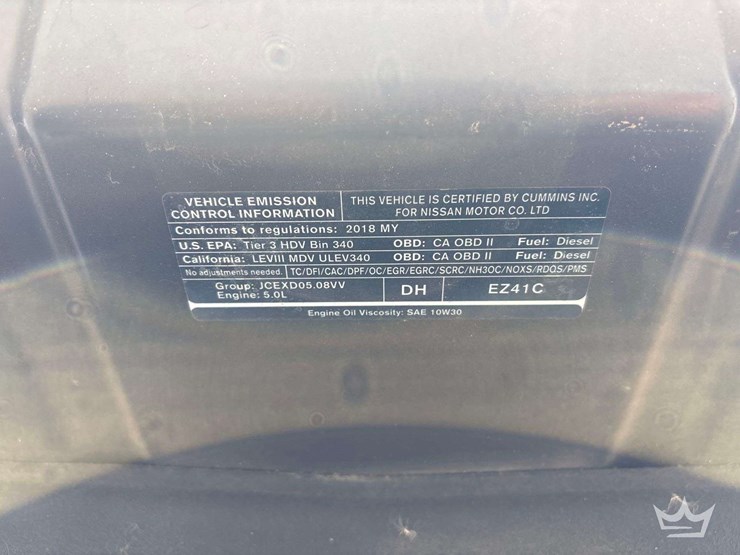 VEHICLE EMISSION
CONTROL INFORMATION
THIS VEHICLE IS CERTIFIED BY CUMMINS INC.
FOR NISSAN MOTOR CO. LTD
Conforms to regulations: 2018 MY
U.S. EPA: Tier 3 HDV Bin 340 OBD: CA OBD II Fuel: Diesel
California: LEVIII MDV ULEV340 OBD: CA OBD II Fuel: Diesel
No adjustments needed. TC/DFI/CAC/DPF/OC/EGR/EGRC/SCRC/NH3OC/NOXS/RDQS/PMS
Group: JCEXD05.08VV
Engine: 5.0L
DH
EZ41C
Engine Oil Viscosity: SAE 10W30